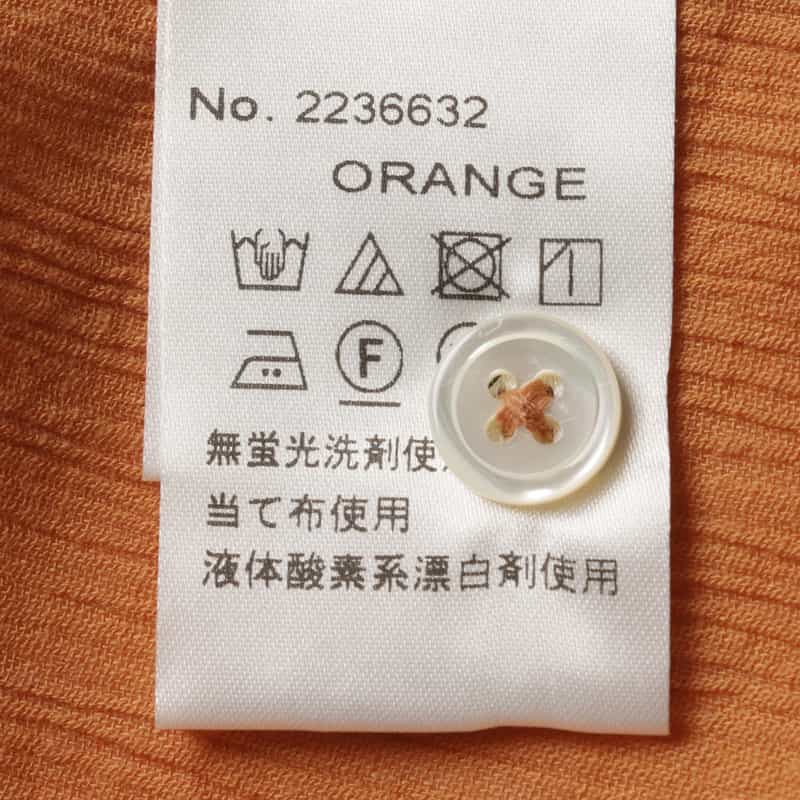 No. 2236632
ORANGE
F
無蛍光洗剤使
当て布使用
液体酸素系漂白剤使用